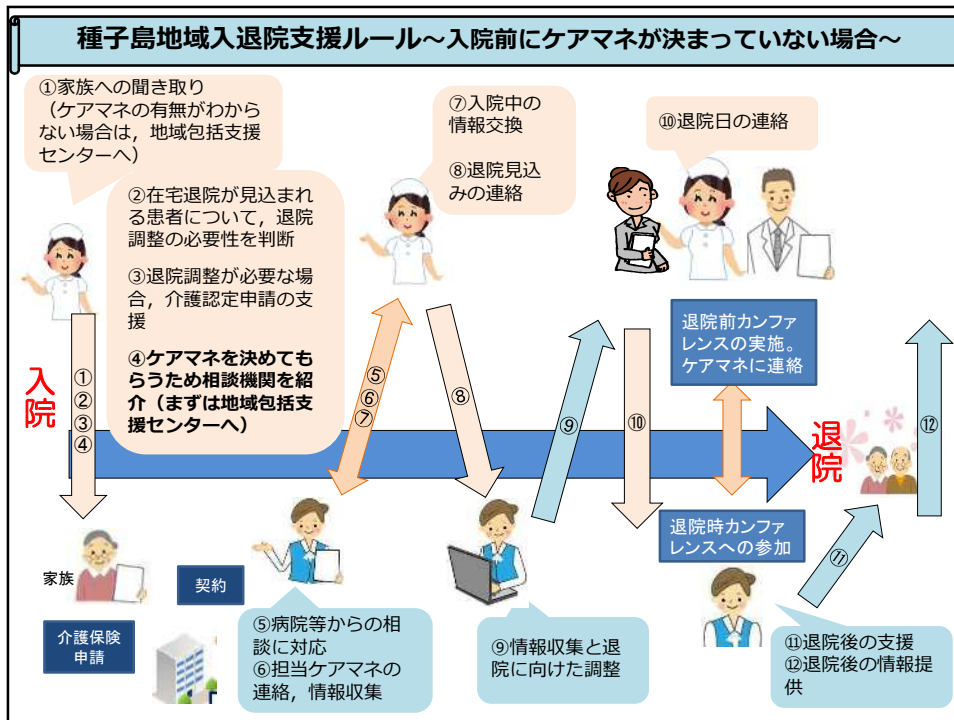 種子島地域入退院支援ルール～入院前にケアマネが決まっていない場合～
①家族への聞き取り
（ケアマネの有無がわから
ない場合は，地域包括支援
センターへ）
②在宅退院が見込まれ
る患者について，退院
調整の必要性を判断
③退院調整が必要な場
合，介護認定申請の支
援
④ケアマネを決めても
らうため相談機関を紹
介（まずは地域包括支
援センターへ）
⑦入院中の
情報交換
⑧退院見込
みの連絡
⑩退院日の連絡
入院
①
②
③
④
⑤
⑥
⑦
⑧
⑨
⑩
退院前カンファ
レンスの実施。
ケアマネに連絡
退院
⑫
退院時カンファ
レンスへの参加
⑪
家族
契約
介護保険
申請
⑤病院等からの相
談に対応
⑥担当ケアマネの
連絡，情報収集
⑨情報収集と退
院に向けた調整
⑪退院後の支援
⑫退院後の情報提
供